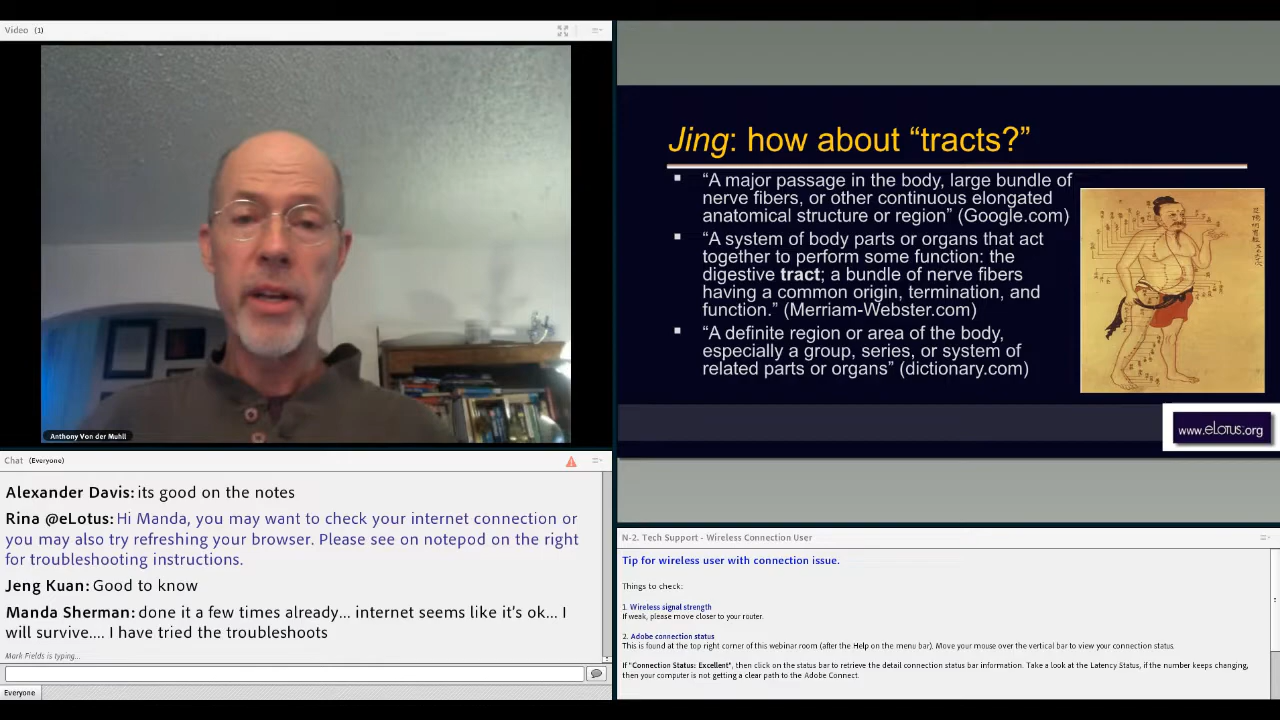 Video (1)
Anthony Von der Muhll
Jing: how about “tracts?”
▪ “A major passage in the body, large bundle of
nerve fibers, or other continuous elongated
anatomical structure or region” (Google.com)
▪ “A system of body parts or organs that act
together to perform some function: the
digestive tract; a bundle of nerve fibers
having a common origin, termination, and
function.” (Merriam-Webster.com)
▪ “A definite region or area of the body,
especially a group, series, or system of
related parts or organs” (dictionary.com)
www.eLotus.org
Chat (Everyone)
Alexander Davis: its good on the notes
Rina @eLotus: Hi Manda, you may want to check your internet connection or
you may also try refreshing your browser. Please see on notepod on the right
for troubleshooting instructions.
Jeng Kuan: Good to know
Manda Sherman: done it a few times already... internet seems like it's ok... I
will survive.... I have tried the troubleshoots
Mark Fields is typing...
Everyone
N-2. Tech Support - Wireless Connection User
Tip for wireless user with connection issue.
Things to check:
1. Wireless signal strength
If weak, please move closer to your router.
2. Adobe connection status
This is found at the top right corner of this webinar room (after the Help on the menu bar). Move your mouse over the vertical bar to view your connection status.
If "Connection Status: Excellent", then click on the status bar to retrieve the detail connection status bar information. Take a look at the Latency Status, if the number keeps changing,
then your computer is not getting a clear path to the Adobe Connect.